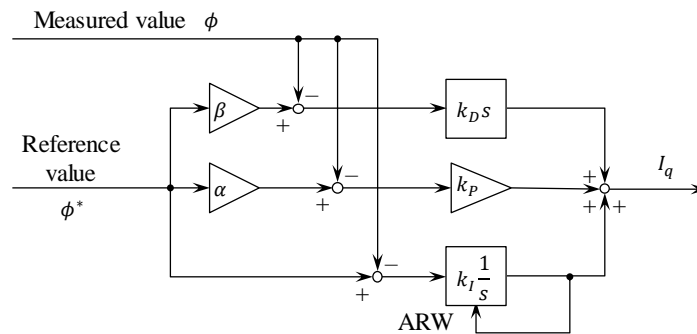 Measured value ϕ
β
−
+
k_D s
Reference
value
ϕ*
α
−
+
k_P
+
+
+
I_q
−
+
k_I 1/s
ARW